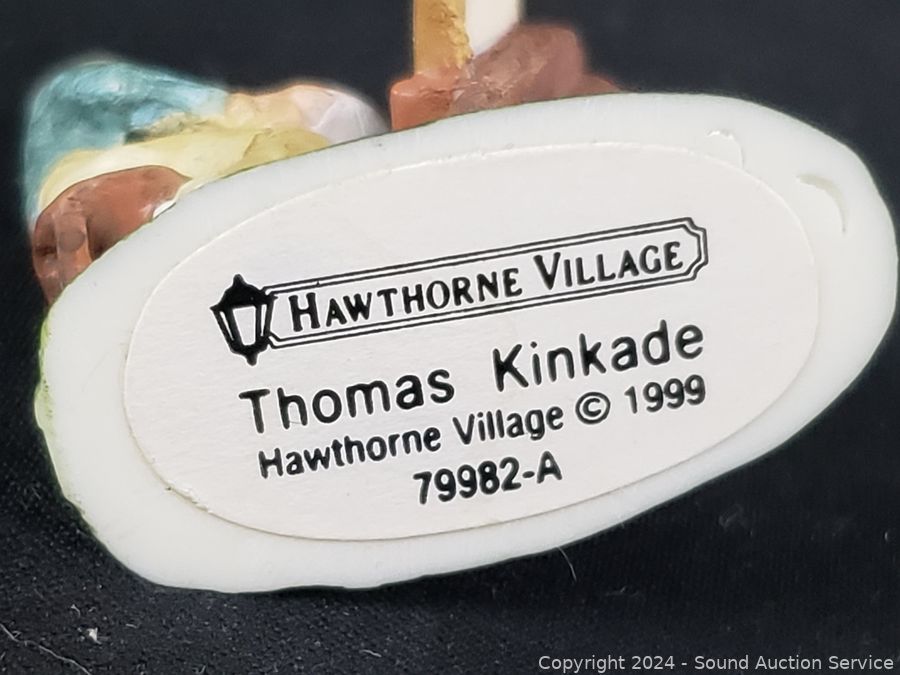 HAWTHORNE VILLAGE
Thomas Kinkade
Hawthorne Village © 1999
79982-A
Copyright 2024 - Sound Auction Service